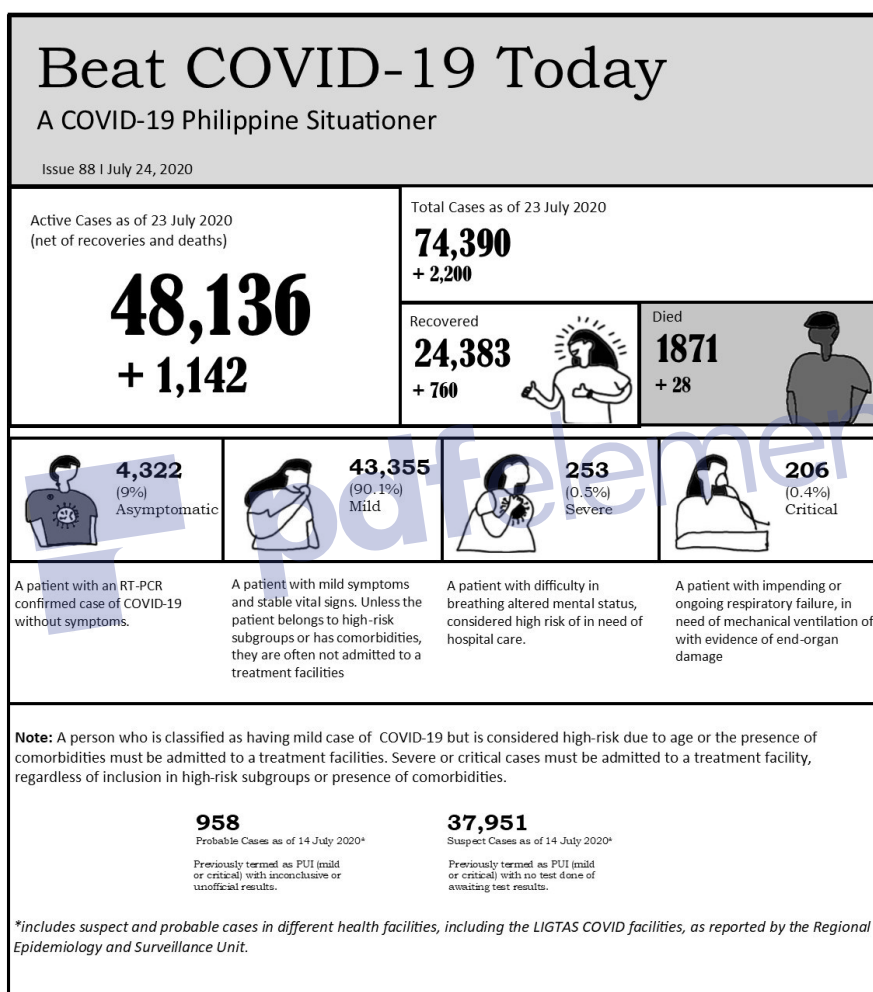 Beat COVID-19 Today
A COVID-19 Philippine Situationer
Issue 88 I July 24, 2020
Active Cases as of 23 July 2020
(net of recoveries and deaths)
48,136
+ 1,142
Total Cases as of 23 July 2020
74,390
+ 2,200
Recovered
24,383
+ 760
Died
1871
+ 28
4,322
(9%)
Asymptomatic
43,355
(90.1%)
Mild
253
(0.5%)
Severe
206
(0.4%)
Critical
pdfelemen
A patient with an RT-PCR
confirmed case of COVID-19
without symptoms.
A patient with mild symptoms
and stable vital signs. Unless the
patient belongs to high-risk
subgroups or has comorbidities,
they are often not admitted to a
treatment facilities
A patient with difficulty in
breathing altered mental status,
considered high risk of in need of
hospital care.
A patient with impending or
ongoing respiratory failure, in
need of mechanical ventilation of
with evidence of end-organ
damage
Note: A person who is classified as having mild case of COVID-19 but is considered high-risk due to age or the presence of
comorbidities must be admitted to a treatment facilities. Severe or critical cases must be admitted to a treatment facility,
regardless of inclusion in high-risk subgroups or presence of comorbidities.
958
Probable Cases as of 14 July 2020*
Previously termed as PUI (mild
or critical) with inconclusive or
unofficial results.
37,951
Suspect Cases as of 14 July 2020*
Previously termed as PUI (mild
or critical) with no test done of
awaiting test results.
*includes suspect and probable cases in different health facilities, including the LIGTAS COVID facilities, as reported by the Regional
Epidemiology and Surveillance Unit.